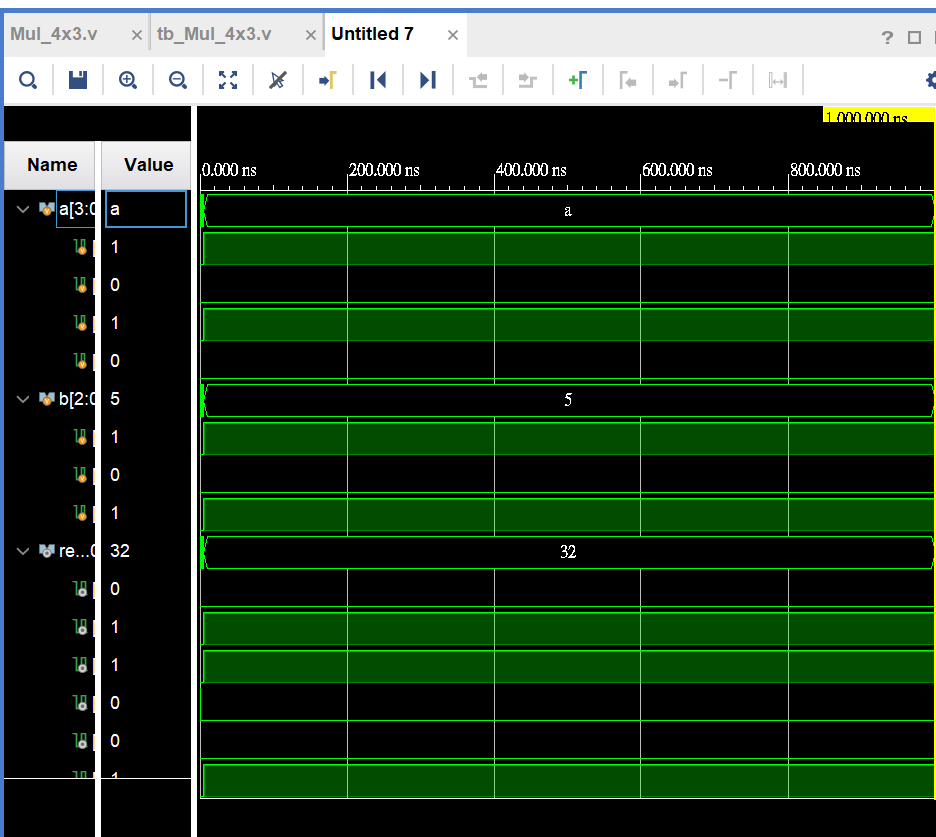 Mul_4x3.v × tb_Mul_4x3.v × Untitled 7 × ?
1,000.000 ns
Name Value
0.000 ns 200.000 ns 400.000 ns 600.000 ns 800.000 ns
a[3:0 a a
1
0
1
0
b[2:0 5 5
1
0
1
re...0 32 32
0
1
1
0
0
1